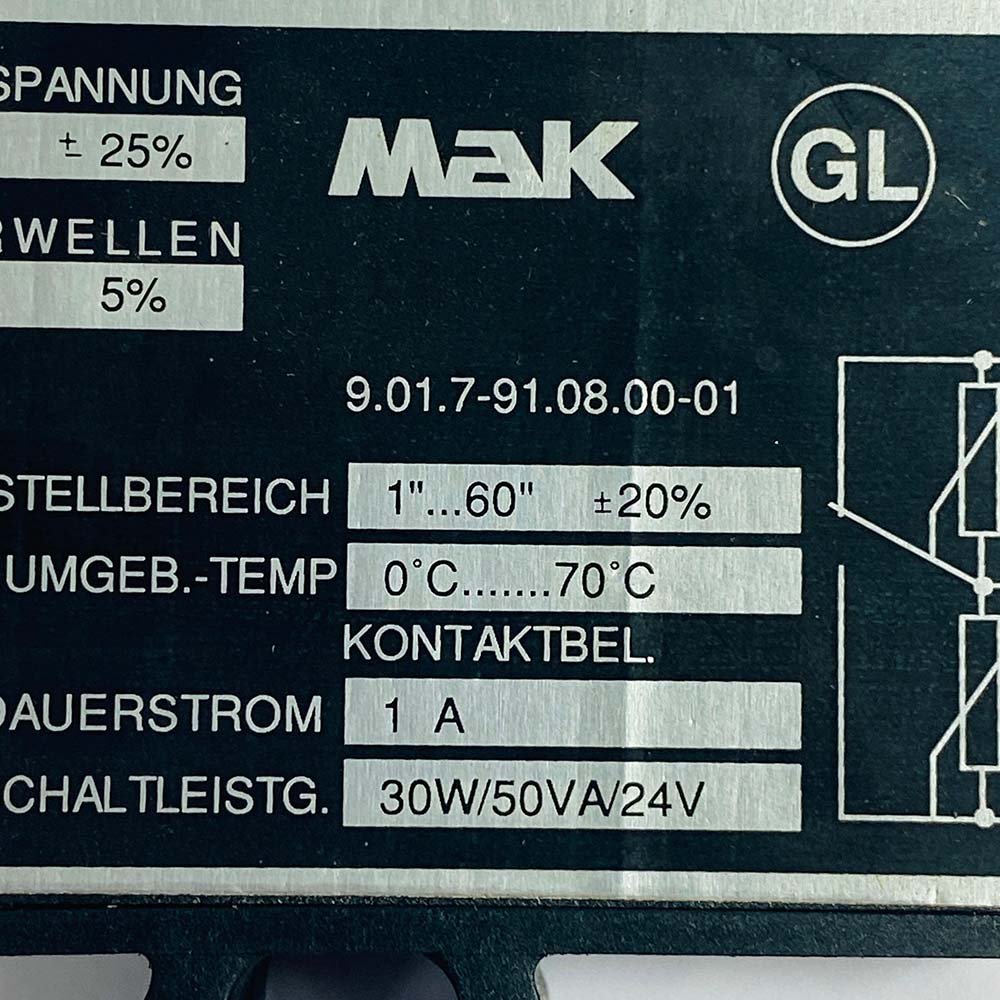 SPANNUNG
± 25%
MaK
GL
RWELLEN
5%
9.01.7-91.08.00-01
STELLBEREICH 1"...60" ±20%
UMGEB.-TEMP 0°C.......70°C
KONTAKTBEL.
DAUERSTROM 1 A
CHALTLEISTG. 30W/50VA/24V